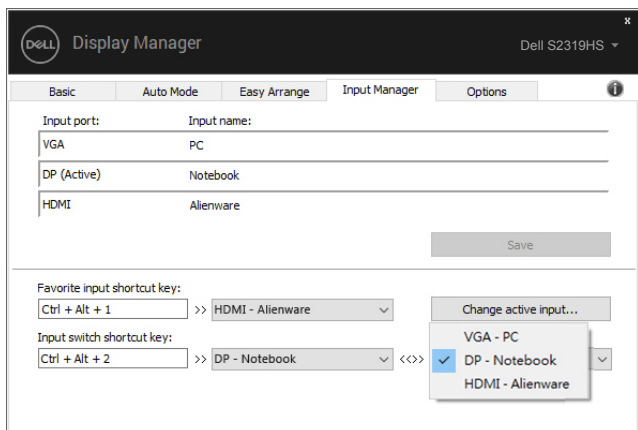 x
DELL Display Manager Dell S2319HS
Basic Auto Mode Easy Arrange Input Manager Options i
Input port: Input name:
VGA PC
DP (Active) Notebook
HDMI Alienware
Save
Favorite input shortcut key:
Ctrl + Alt + 1 >> HDMI - Alienware Change active input...
Input switch shortcut key:
Ctrl + Alt + 2 >> DP - Notebook <<>>
VGA - PC
DP - Notebook
HDMI - Alienware